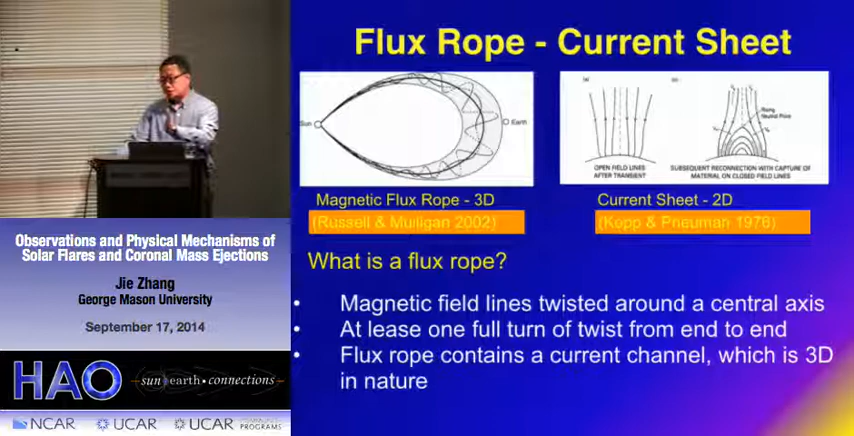 Flux Rope - Current Sheet
Sun
Earth
(a)
OPEN FIELD LINES
AFTER TRANSIENT
Rising
Neutral Point
SUBSEQUENT RECONNECTION WITH CAPTURE OF
MATERIAL ON CLOSED FIELD LINES
Magnetic Flux Rope - 3D
(Russell & Mulligan 2002)
Current Sheet - 2D
(Kopp & Pneuman 1976)
What is a flux rope?
• Magnetic field lines twisted around a central axis
• At lease one full turn of twist from end to end
• Flux rope contains a current channel, which is 3D
in nature
Observations and Physical Mechanisms of
Solar Flares and Coronal Mass Ejections
Jie Zhang
George Mason University
September 17, 2014
HAO
sun earth • connections
NCAR
UCAR
UCAR
PROGRAMS